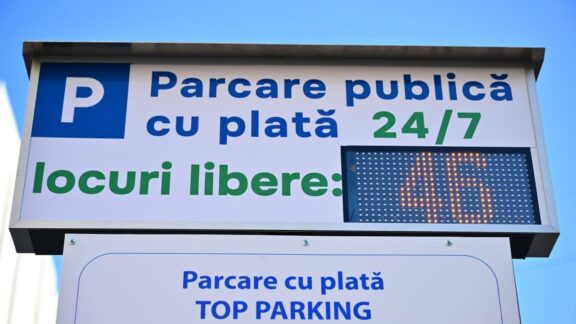 P Parcare publică
cu plată 24/7
locuri libere: 46
Parcare cu plată
TOP PARKING